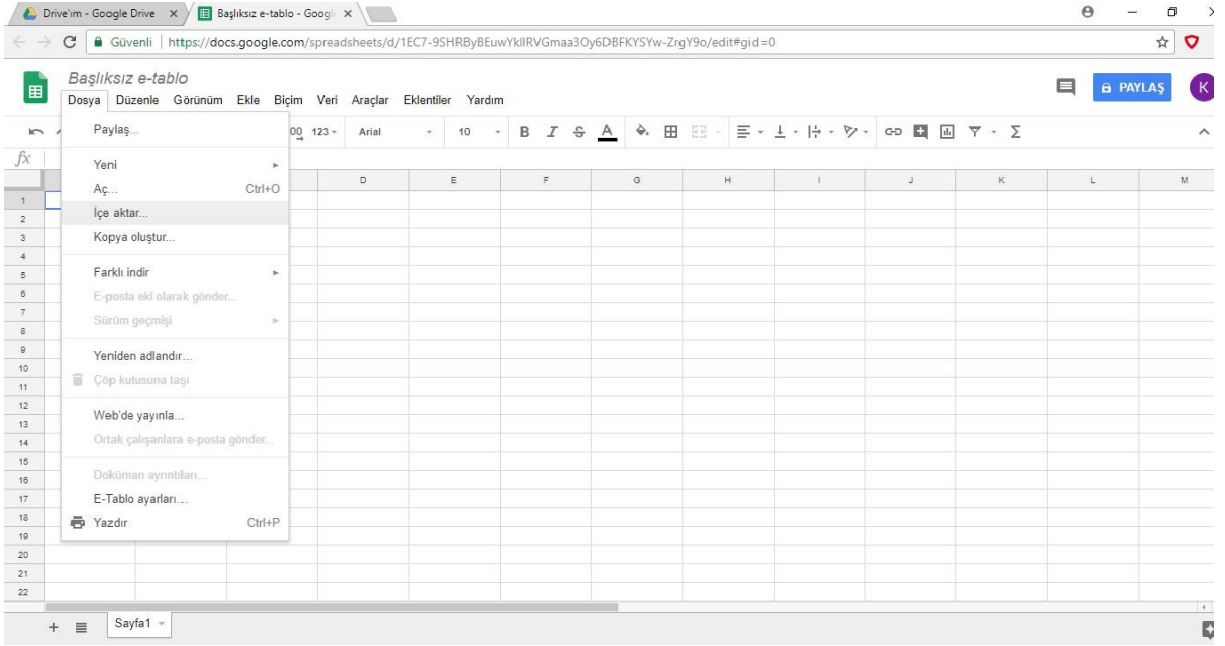 Drive'ım - Google Drive
Başlıksız e-tablo - Googl
Güvenli | https://docs.google.com/spreadsheets/d/1EC7-9SHRByBEuwYkIIRVGmaa3Oy6DBFKYSYw-ZrgY9o/edit#gid=0
Başlıksız e-tablo
PAYLAŞ
K
Dosya Düzenle Görünüm Ekle Biçim Veri Araçlar Eklentiler Yardım
00 123 Arial 10 B I S A Σ
fx
Paylaş...
Yeni
Aç... Ctrl+O
İçe aktar...
Kopya oluştur...
Farklı indir
E-posta eki olarak gönder...
Sürüm geçmişi
Yeniden adlandır...
Çöp kutusuna taşı
Web'de yayınla...
Ortak çalışanlara e-posta gönder...
Doküman ayrıntıları...
E-Tablo ayarları...
Yazdır Ctrl+P
D E F G H I J K L M
1
2
3
4
5
6
7
8
9
10
11
12
13
14
15
16
17
18
19
20
21
22
Sayfa1